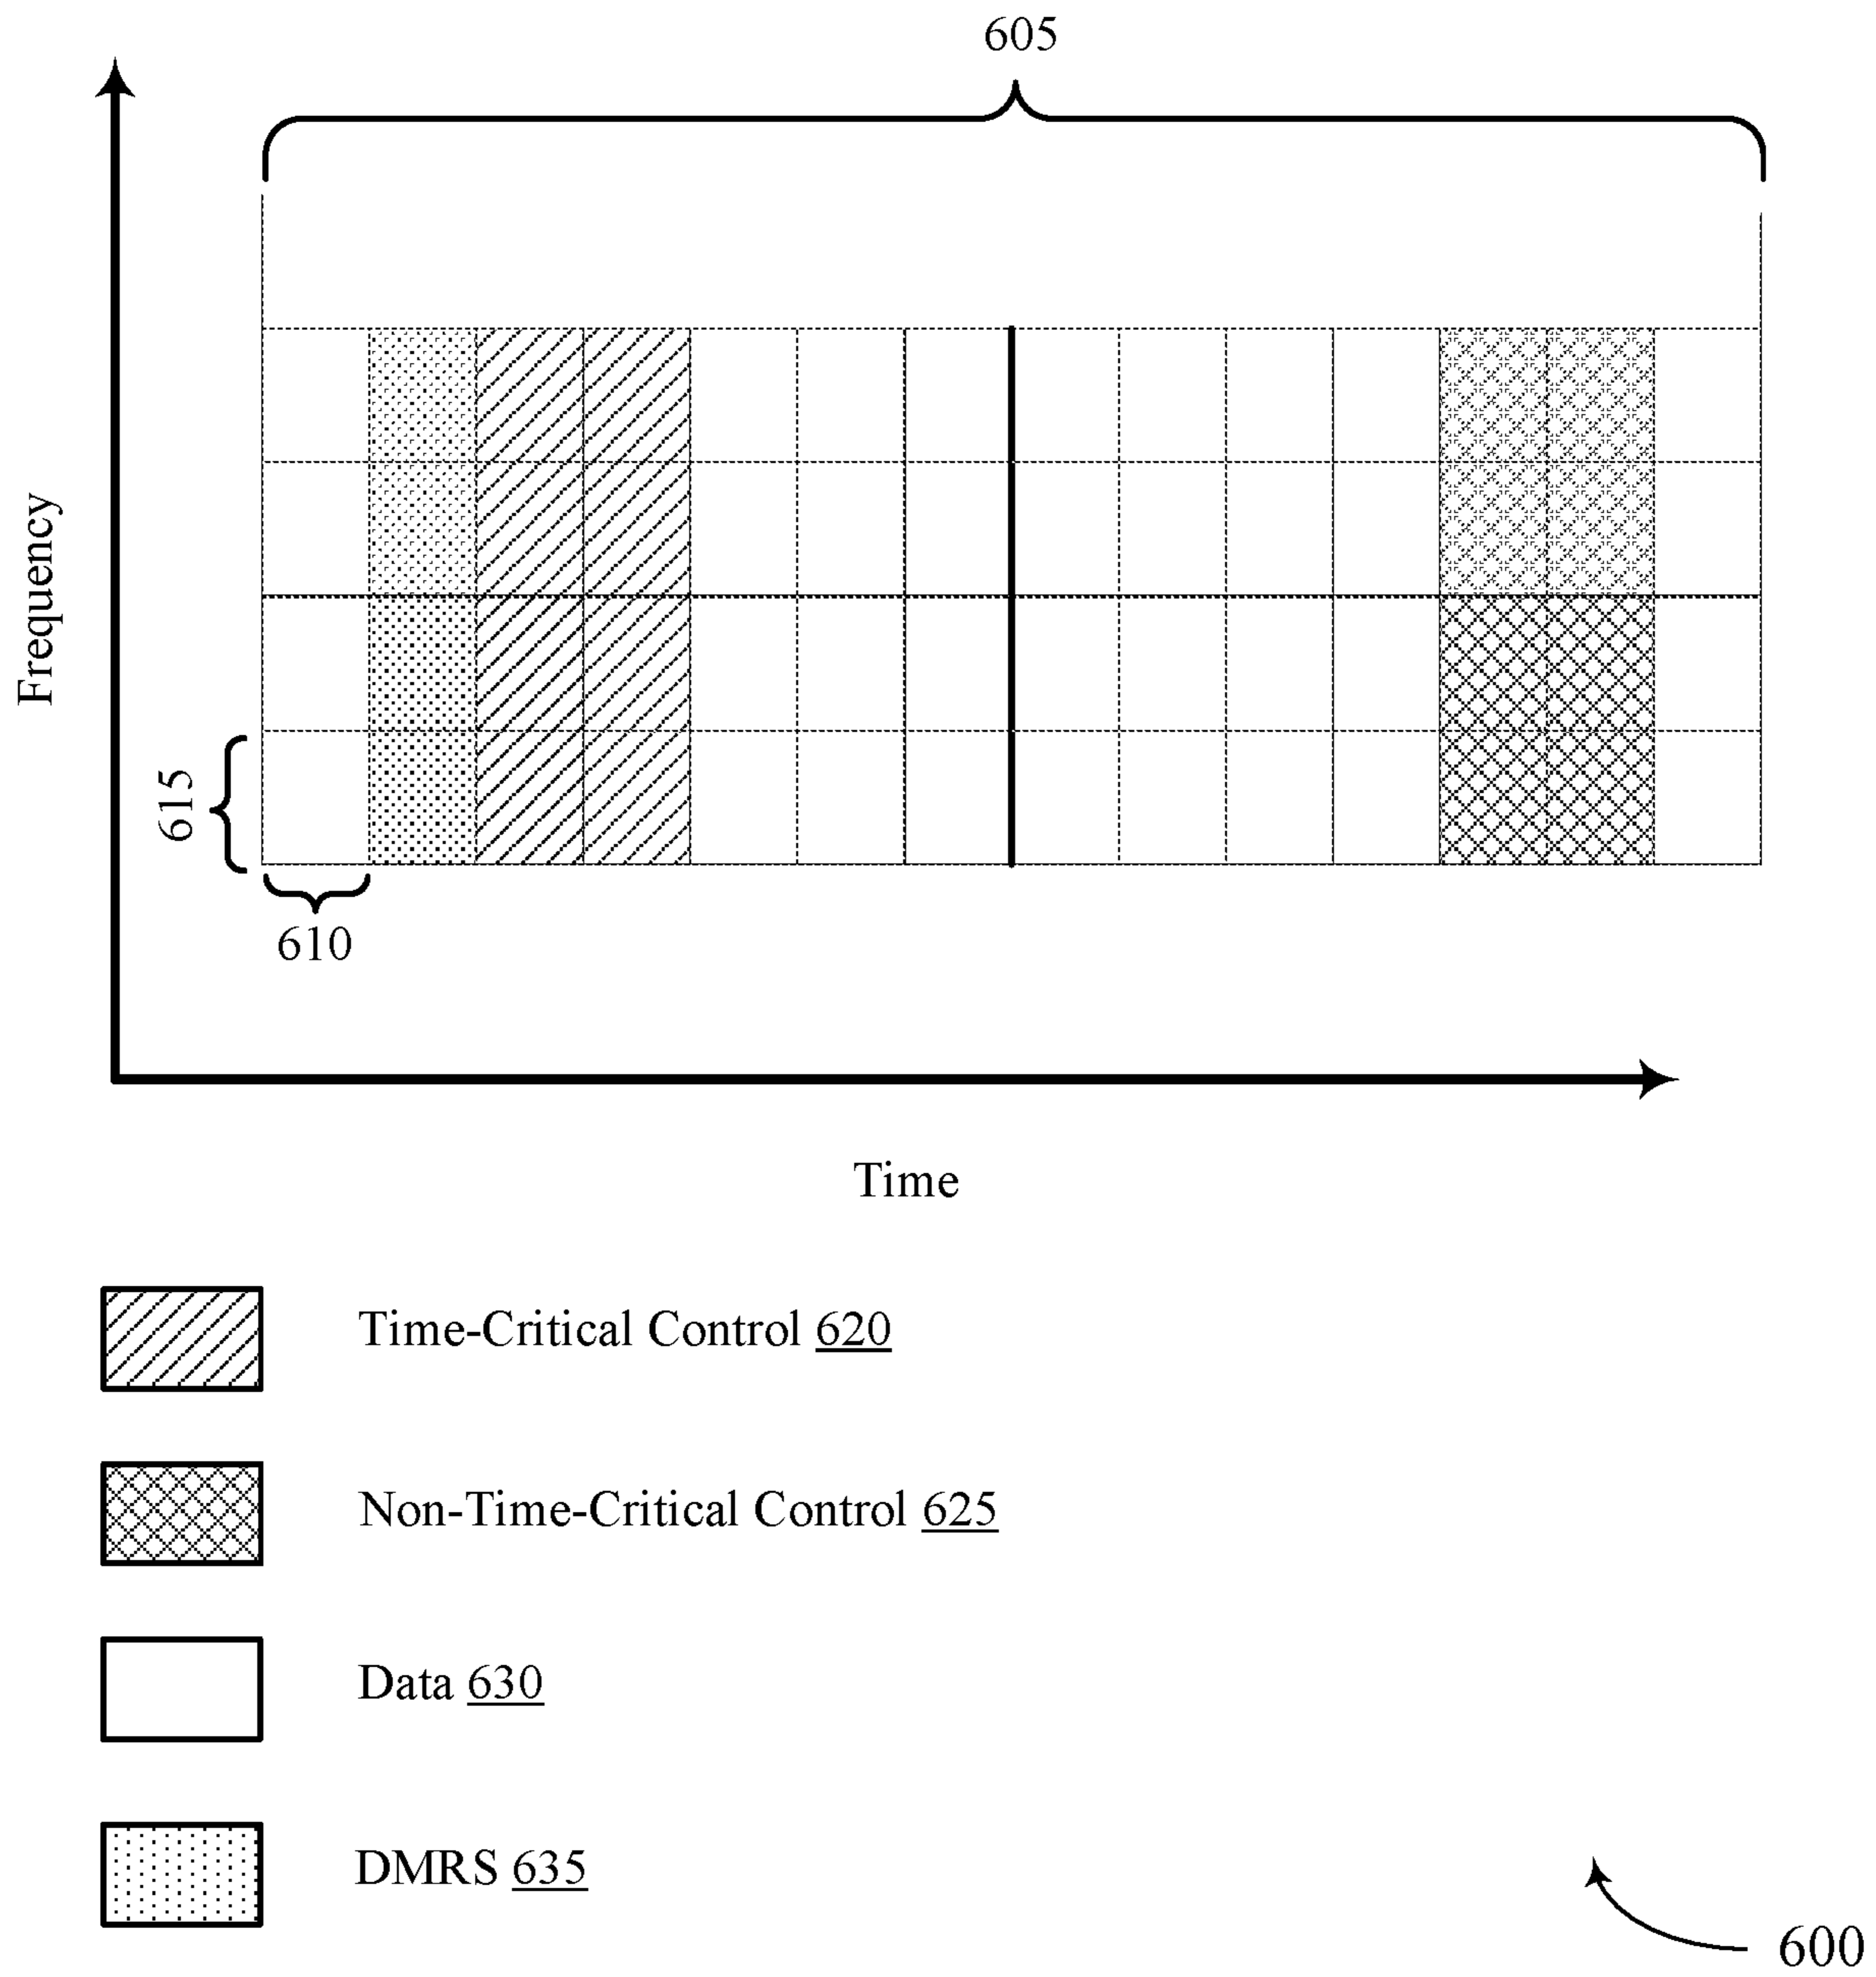 605
Frequency
615
610
Time
Time-Critical Control 620
Non-Time-Critical Control 625
Data 630
DMRS 635
600